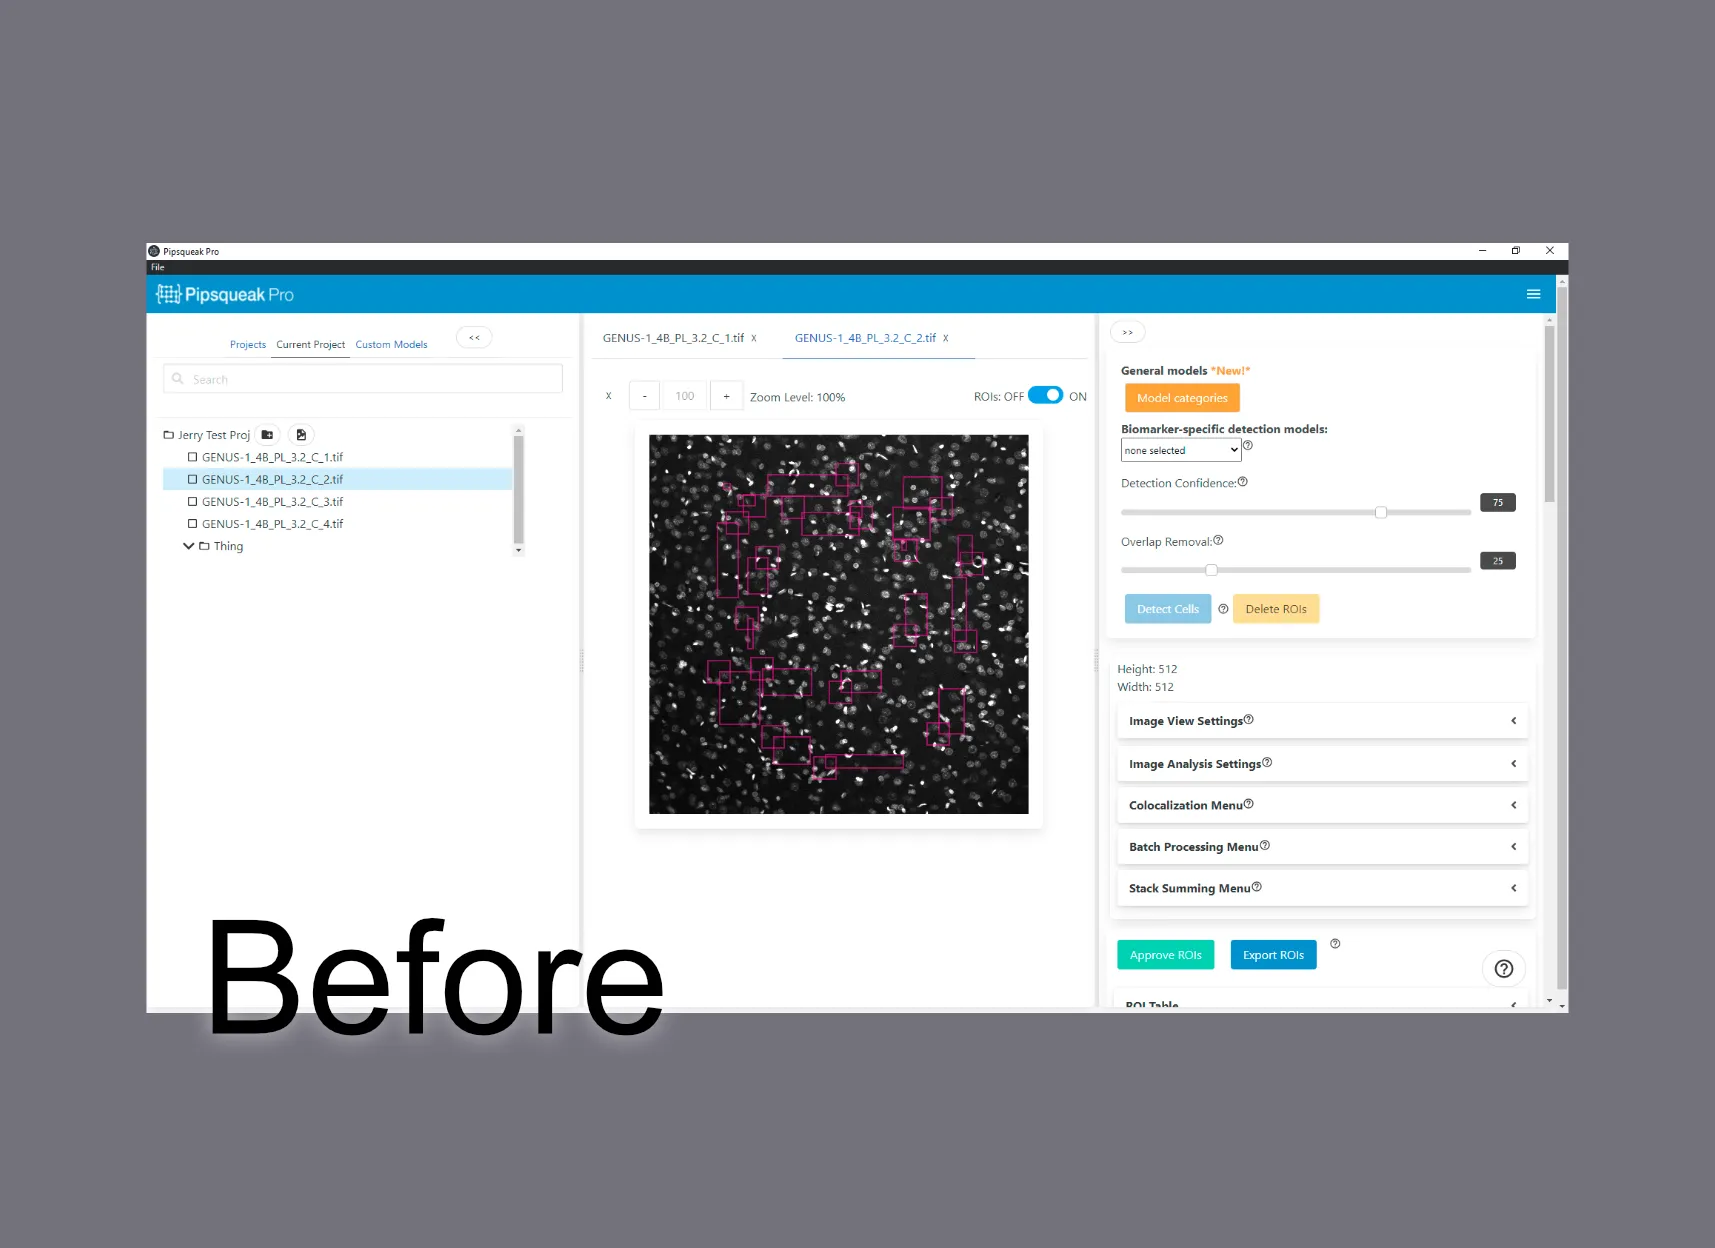 Pipsqueak Pro
File
Pipsqueak Pro
Projects Current Project Custom Models <<
Search
Jerry Test Proj
GENUS-1_4B_PL_3.2_C_1.tif
GENUS-1_4B_PL_3.2_C_2.tif
GENUS-1_4B_PL_3.2_C_3.tif
GENUS-1_4B_PL_3.2_C_4.tif
Thing
GENUS-1_4B_PL_3.2_C_1.tif x GENUS-1_4B_PL_3.2_C_2.tif x
x - 100 + Zoom Level: 100% ROIs: OFF ON
>>
General models *New!*
Model categories
Biomarker-specific detection models:
none selected
Detection Confidence:
75
Overlap Removal:
25
Detect Cells Delete ROIs
Height: 512
Width: 512
Image View Settings
Image Analysis Settings
Colocalization Menu
Batch Processing Menu
Stack Summing Menu
Approve ROIs Export ROIs
ROI Table
Before